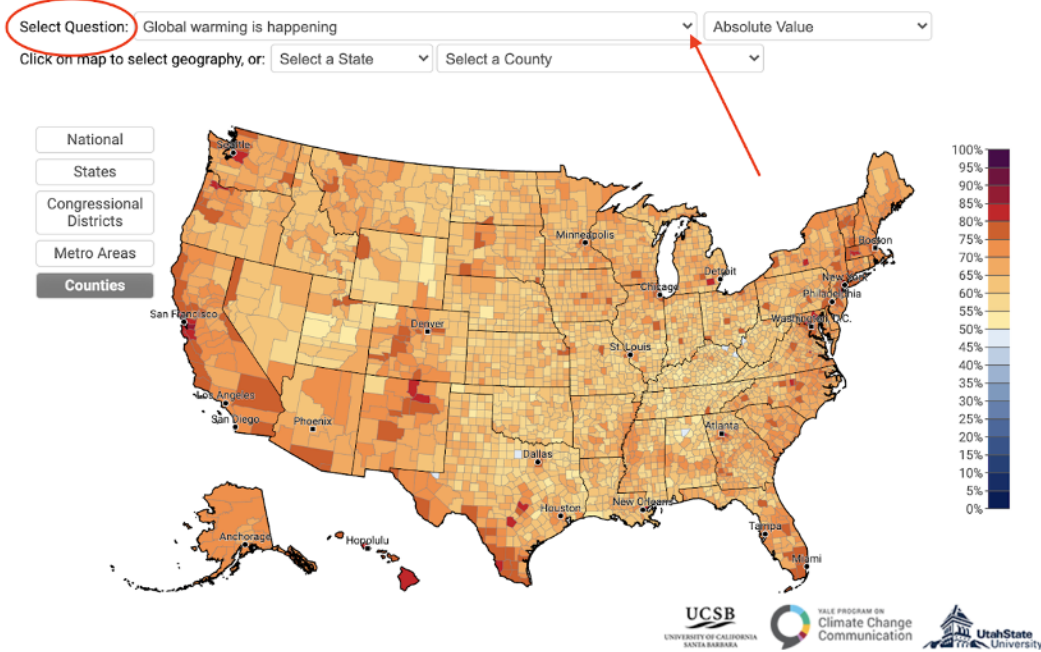 Select Question: Global warming is happening Absolute Value
Click on map to select geography, or: Select a State Select a County
National
States
Congressional
Districts
Metro Areas
Counties
Seattle
Minneapolis
Boston
Detroit
New York
Chicago
Philadelphia
San Francisco
Washington, D.C.
Denver
St. Louis
Los Angeles
San Diego
Phoenix
Atlanta
Dallas
New Orleans
Houston
Tampa
Anchorage
Honolulu
Miami
100%
95%
90%
85%
80%
75%
70%
65%
60%
55%
50%
45%
40%
35%
30%
25%
20%
15%
10%
5%
0%
UCSB
UNIVERSITY OF CALIFORNIA
SANTA BARBARA
YALE PROGRAM ON
Climate Change
Communication
UtahState
University